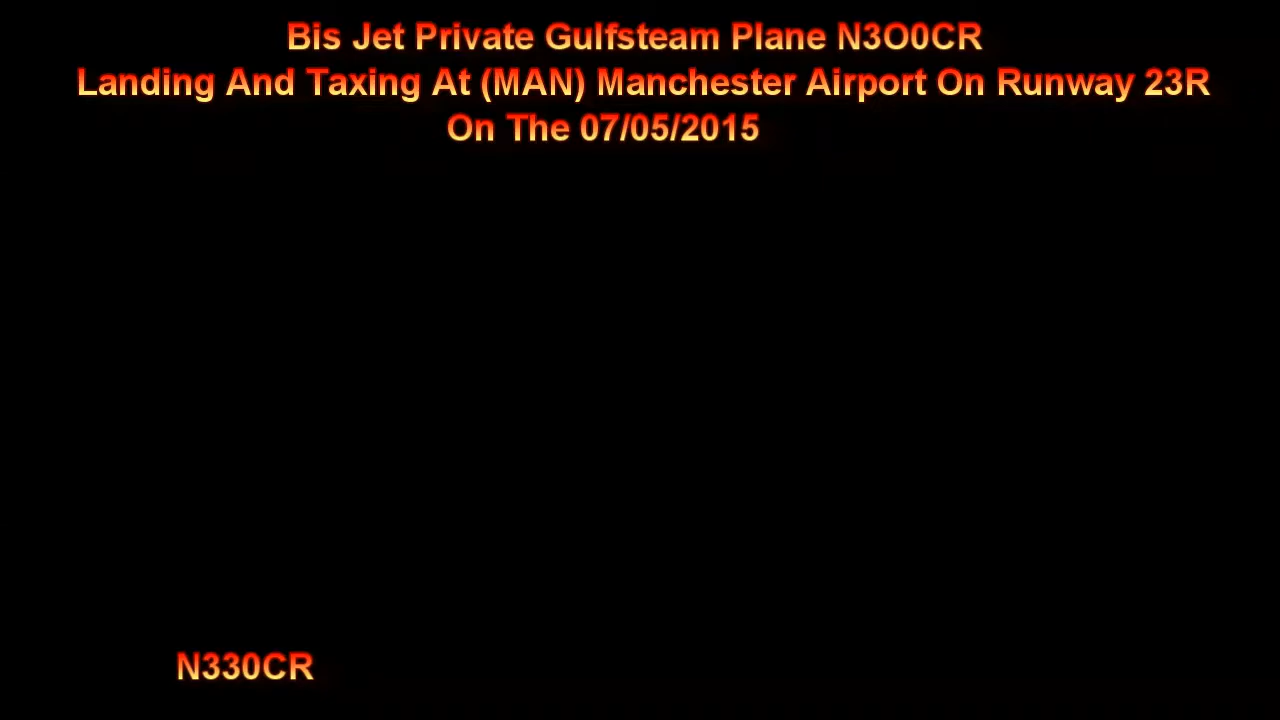 Bis Jet Private Gulfsteam Plane N3O0CR
Landing And Taxing At (MAN) Manchester Airport On Runway 23R
On The 07/05/2015
N330CR